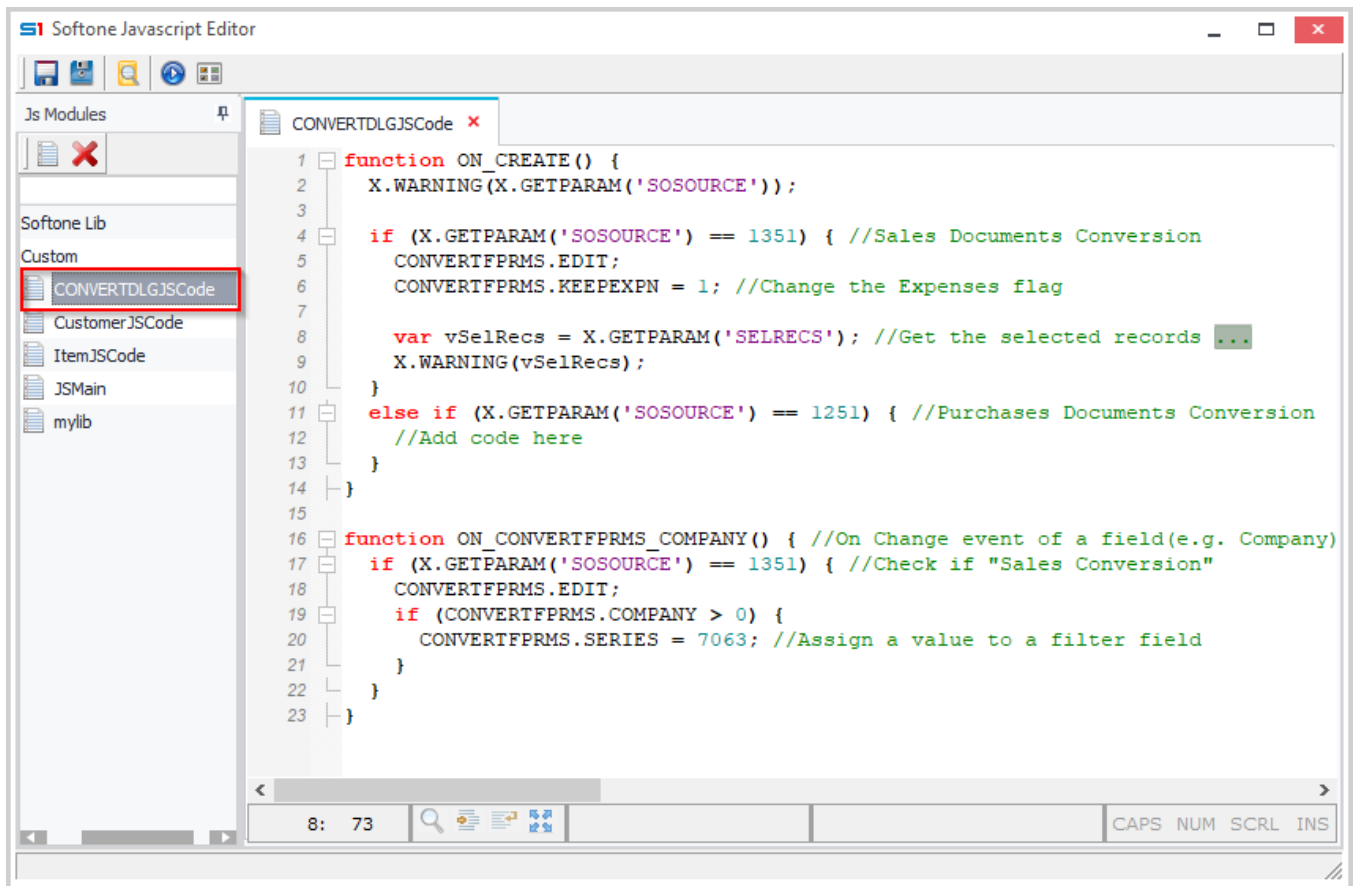 S1 Softone Javascript Editor
Js Modules
CONVERTDLGJSCode
Softone Lib
Custom
CONVERTDLGJSCode
CustomerJSCode
ItemJSCode
JSMain
mylib
1 function ON_CREATE() {
2 X.WARNING(X.GETPARAM('SOSOURCE'));
3
4 if (X.GETPARAM('SOSOURCE') == 1351) { //Sales Documents Conversion
5 CONVERTFPRMS.EDIT;
6 CONVERTFPRMS.KEEPEXPN = 1; //Change the Expenses flag
7
8 var vSelRecs = X.GETPARAM('SELRECS'); //Get the selected records ...
9 X.WARNING(vSelRecs);
10 }
11 else if (X.GETPARAM('SOSOURCE') == 1251) { //Purchases Documents Conversion
12 //Add code here
13 }
14 }
15
16 function ON_CONVERTFPRMS_COMPANY() { //On Change event of a field(e.g. Company)
17 if (X.GETPARAM('SOSOURCE') == 1351) { //Check if "Sales Conversion"
18 CONVERTFPRMS.EDIT;
19 if (CONVERTFPRMS.COMPANY > 0) {
20 CONVERTFPRMS.SERIES = 7063; //Assign a value to a filter field
21 }
22 }
23 }
8: 73 CAPS NUM SCRL INS